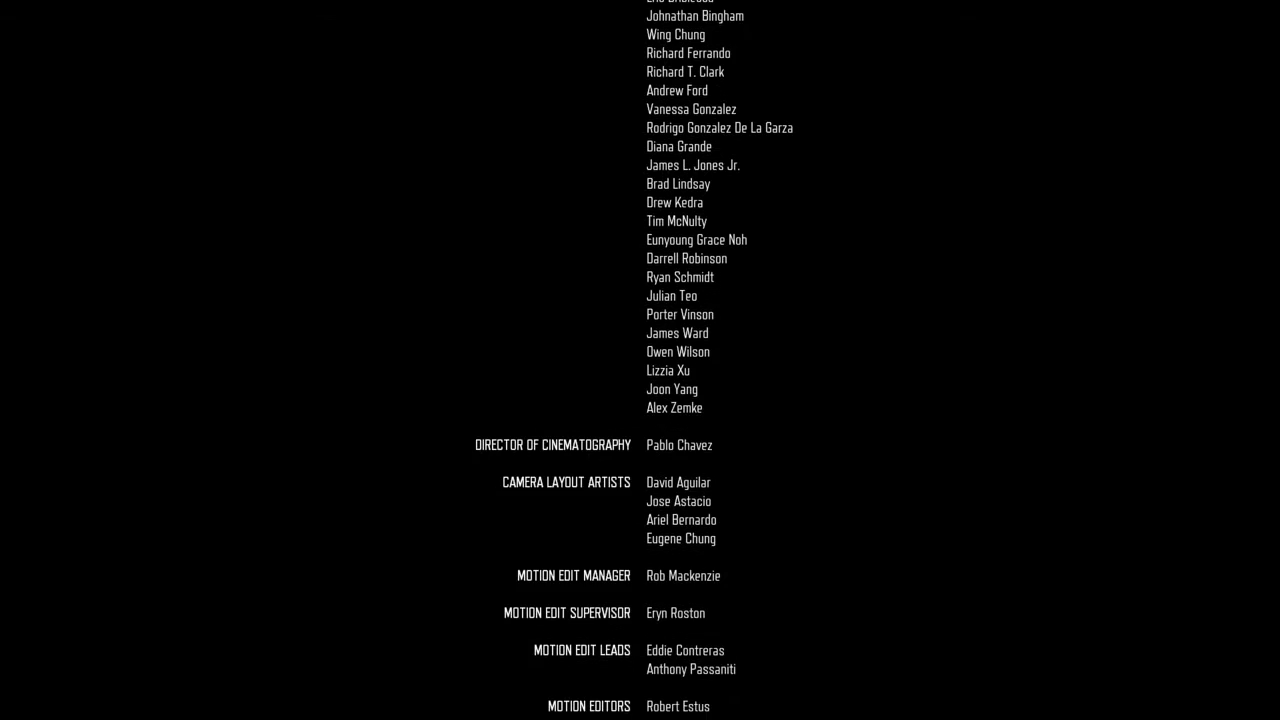 Johnathan Bingham
Wing Chung
Richard Ferrando
Richard T. Clark
Andrew Ford
Vanessa Gonzalez
Rodrigo Gonzalez De La Garza
Diana Grande
James L. Jones Jr.
Brad Lindsay
Drew Kedra
Tim McNulty
Eunyoung Grace Noh
Darrell Robinson
Ryan Schmidt
Julian Teo
Porter Vinson
James Ward
Owen Wilson
Lizzia Xu
Joon Yang
Alex Zemke
DIRECTOR OF CINEMATOGRAPHY Pablo Chavez
CAMERA LAYOUT ARTISTS David Aguilar
Jose Astacio
Ariel Bernardo
Eugene Chung
MOTION EDIT MANAGER Rob Mackenzie
MOTION EDIT SUPERVISOR Eryn Roston
MOTION EDIT LEADS Eddie Contreras
Anthony Passaniti
MOTION EDITORS Robert Estus